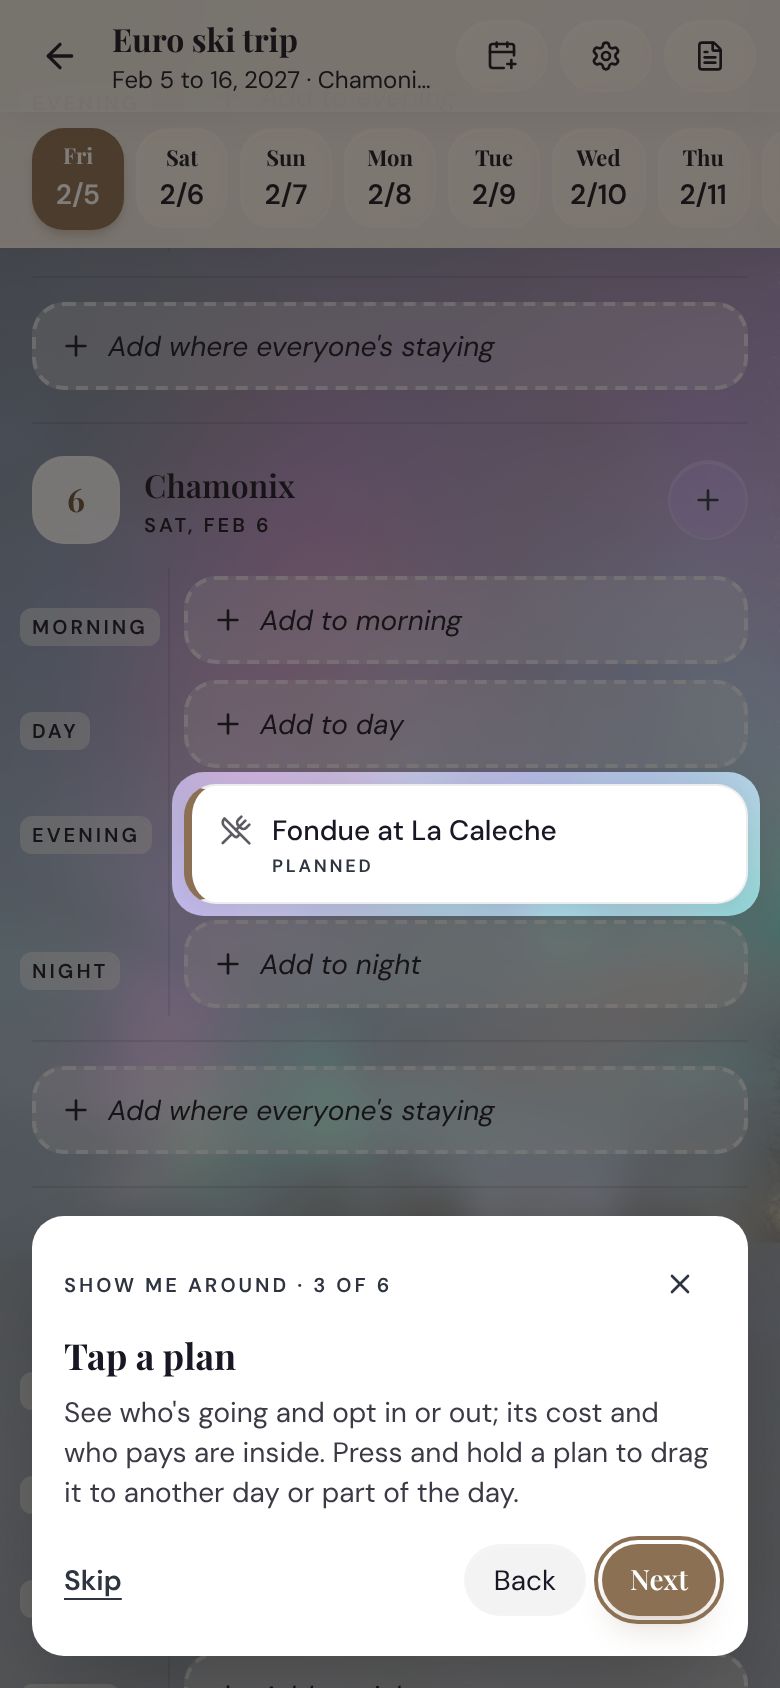 Euro ski trip
Feb 5 to 16, 2027 · Chamoni...
EVENING
Add to evening
Fri
2/5
Sat
2/6
Sun
2/7
Mon
2/8
Tue
2/9
Wed
2/10
Thu
2/11
Add where everyone's staying
6
Chamonix
SAT, FEB 6
MORNING
Add to morning
DAY
Add to day
EVENING
Fondue at La Caleche
PLANNED
NIGHT
Add to night
Add where everyone's staying
SHOW ME AROUND · 3 OF 6
Tap a plan
See who's going and opt in or out; its cost and
who pays are inside. Press and hold a plan to drag
it to another day or part of the day.
Skip
Back
Next